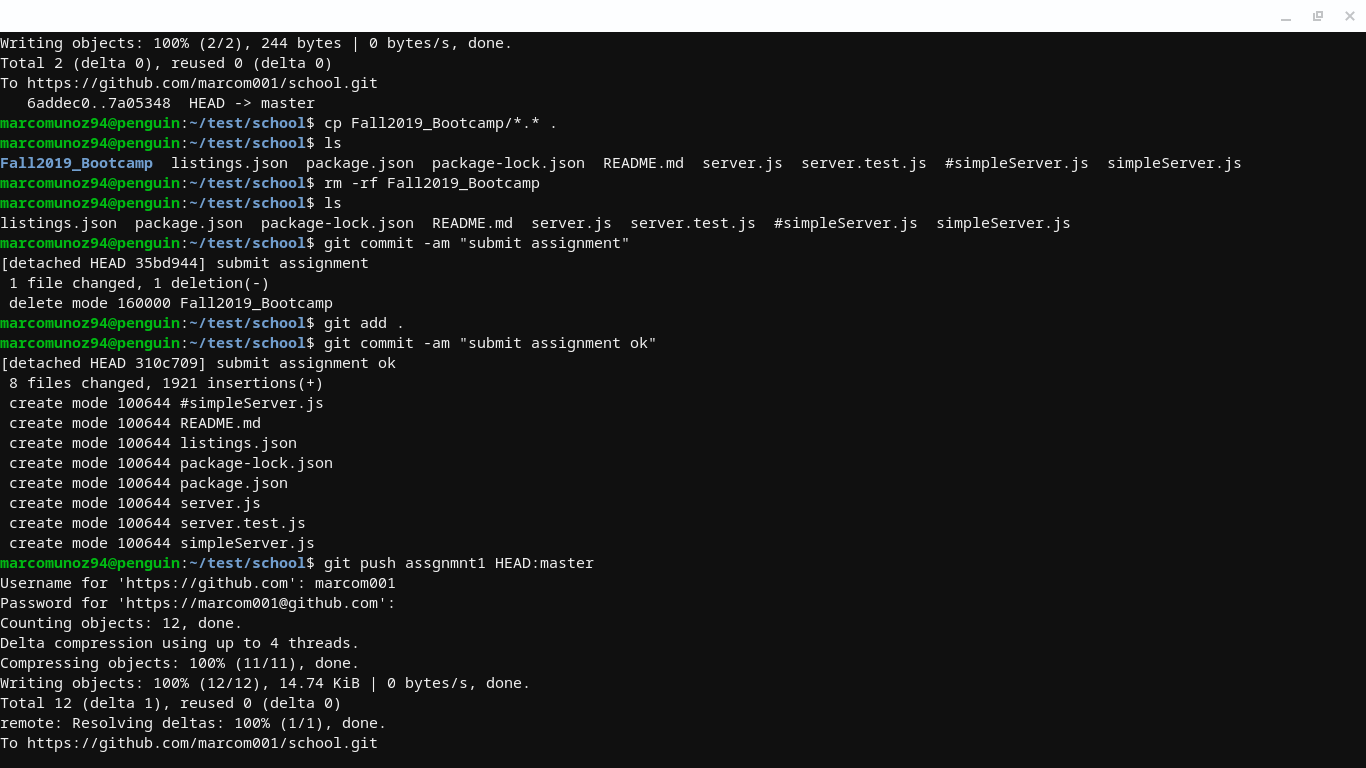 Writing objects: 100% (2/2), 244 bytes | 0 bytes/s, done.
Total 2 (delta 0), reused 0 (delta 0)
To https://github.com/marcom001/school.git
   6addec0..7a05348  HEAD -> master
marcomunoz94@penguin:~/test/school$ cp Fall2019_Bootcamp/*.* .
marcomunoz94@penguin:~/test/school$ ls
Fall2019_Bootcamp  listings.json  package.json  package-lock.json  README.md  server.js  server.test.js  #simpleServer.js  simpleServer.js
marcomunoz94@penguin:~/test/school$ rm -rf Fall2019_Bootcamp
marcomunoz94@penguin:~/test/school$ ls
listings.json  package.json  package-lock.json  README.md  server.js  server.test.js  #simpleServer.js  simpleServer.js
marcomunoz94@penguin:~/test/school$ git commit -am "submit assignment"
[detached HEAD 35bd944] submit assignment
 1 file changed, 1 deletion(-)
 delete mode 160000 Fall2019_Bootcamp
marcomunoz94@penguin:~/test/school$ git add .
marcomunoz94@penguin:~/test/school$ git commit -am "submit assignment ok"
[detached HEAD 310c709] submit assignment ok
 8 files changed, 1921 insertions(+)
 create mode 100644 #simpleServer.js
 create mode 100644 README.md
 create mode 100644 listings.json
 create mode 100644 package-lock.json
 create mode 100644 package.json
 create mode 100644 server.js
 create mode 100644 server.test.js
 create mode 100644 simpleServer.js
marcomunoz94@penguin:~/test/school$ git push assgnmnt1 HEAD:master
Username for 'https://github.com': marcom001
Password for 'https://marcom001@github.com':
Counting objects: 12, done.
Delta compression using up to 4 threads.
Compressing objects: 100% (11/11), done.
Writing objects: 100% (12/12), 14.74 KiB | 0 bytes/s, done.
Total 12 (delta 1), reused 0 (delta 0)
remote: Resolving deltas: 100% (1/1), done.
To https://github.com/marcom001/school.git